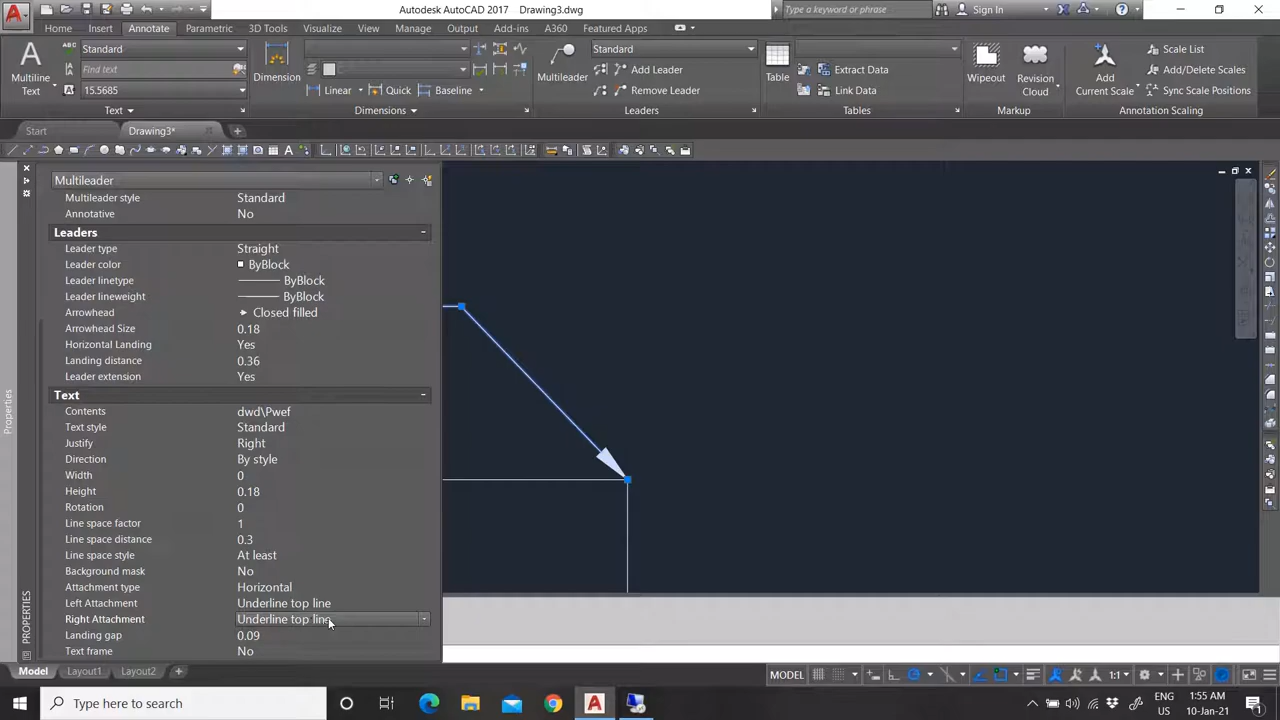 Autodesk AutoCAD 2017 Drawing3.dwg
Type a keyword or phrase
Sign In
Home Insert Annotate Parametric 3D Tools Visualize View Manage Output Add-ins A360 Featured Apps
Multiline Text
Standard
Find text
15.5685
Text
Dimension
Linear
Quick
Baseline
Dimensions
Multileader
Standard
Add Leader
Remove Leader
Leaders
Table
Extract Data
Link Data
Tables
Wipeout
Revision Cloud
Markup
Add Current Scale
Scale List
Add/Delete Scales
Sync Scale Positions
Annotation Scaling
Start
Drawing3*
Properties
Multileader
Multileader style Standard
Annotative No
Leaders
Leader type Straight
Leader color ByBlock
Leader linetype ByBlock
Leader lineweight ByBlock
Arrowhead Closed filled
Arrowhead Size 0.18
Horizontal Landing Yes
Landing distance 0.36
Leader extension Yes
Text
Contents dwd\Pwef
Text style Standard
Justify Right
Direction By style
Width 0
Height 0.18
Rotation 0
Line space factor 1
Line space distance 0.3
Line space style At least
Background mask No
Attachment type Horizontal
Left Attachment Underline top line
Right Attachment Underline top line
Landing gap 0.09
Text frame No
PROPERTIES
Model Layout1 Layout2
MODEL
1:1
Type here to search
ENG
US
1:55 AM
10-Jan-21